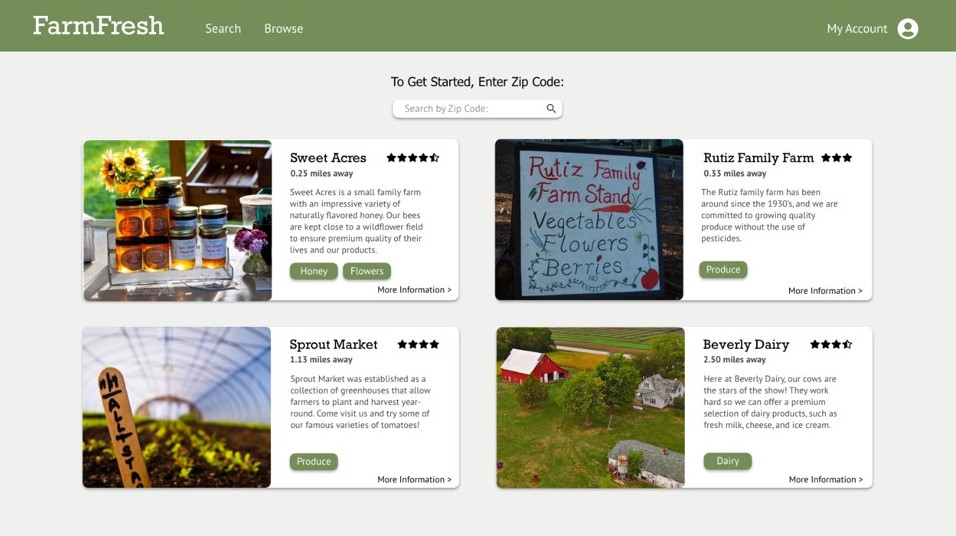 FarmFresh
Search
Browse
My Account
To Get Started, Enter Zip Code:
Search by Zip Code:
Sweet Acres
0.25 miles away
Sweet Acres is a small family farm
with an impressive variety of
naturally flavored honey. Our bees
are kept close to a wildflower field
to ensure premium quality of their
lives and our products.
Honey
Flowers
More Information >
Rutiz Family
Farm Stand
Vegetables
Flowers
Berries
NO PESTICIDES
Rutiz Family Farm
0.33 miles away
The Rutiz family farm has been
around since the 1930's, and we are
committed to growing quality
produce without the use of
pesticides.
Produce
More Information >
Sprout Market
1.13 miles away
Sprout Market was established as a
collection of greenhouses that allow
farmers to plant and harvest year-
round. Come visit us and try some of
our famous varieties of tomatoes!
Produce
More Information >
Beverly Dairy
2.50 miles away
Here at Beverly Dairy, our cows are
the stars of the show! They work
hard so we can offer a premium
selection of dairy products, such as
fresh milk, cheese, and ice cream.
Dairy
More Information >